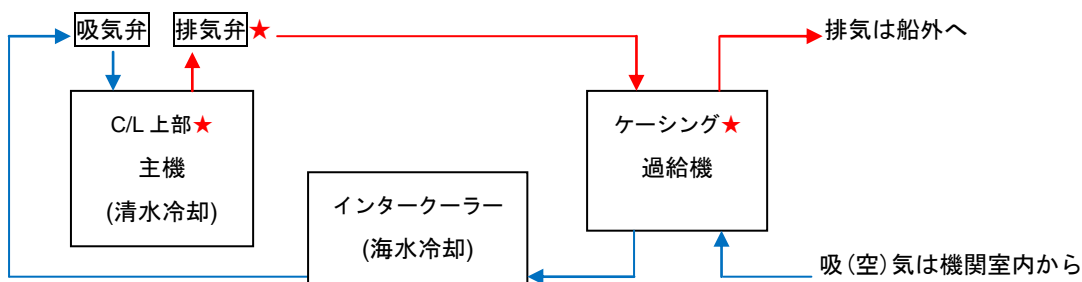 吸気弁 排気弁★ 排気は船外へ
C/L 上部★
主機
(清水冷却)
ケーシング★
過給機
インタークーラー
(海水冷却)
吸(空)気は機関室内から